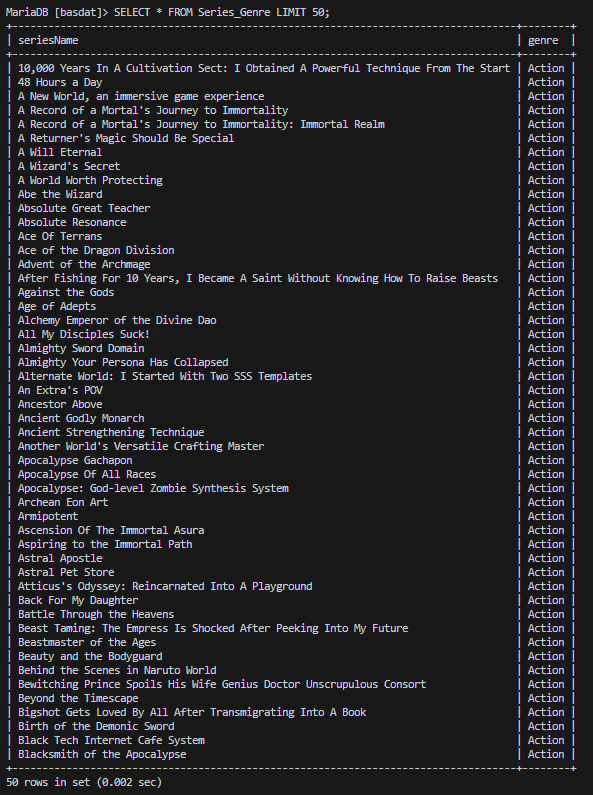 MariaDB [basdat]> SELECT * FROM Series_Genre LIMIT 50;
+----------------------------------------------------------------------------------+--------+
| seriesName                                                                       | genre  |
+----------------------------------------------------------------------------------+--------+
| 10,000 Years In A Cultivation Sect: I Obtained A Powerful Technique From The Start | Action |
| 48 Hours a Day | Action |
| A New World, an immersive game experience | Action |
| A Record of a Mortal's Journey to Immortality | Action |
| A Record of a Mortal's Journey to Immortality: Immortal Realm | Action |
| A Returner's Magic Should Be Special | Action |
| A Will Eternal | Action |
| A Wizard's Secret | Action |
| A World Worth Protecting | Action |
| Abe the Wizard | Action |
| Absolute Great Teacher | Action |
| Absolute Resonance | Action |
| Ace Of Terrans | Action |
| Ace of the Dragon Division | Action |
| Advent of the Archmage | Action |
| After Fishing For 10 Years, I Became A Saint Without Knowing How To Raise Beasts | Action |
| Against the Gods | Action |
| Age of Adepts | Action |
| Alchemy Emperor of the Divine Dao | Action |
| All My Disciples Suck! | Action |
| Almighty Sword Domain | Action |
| Almighty Your Persona Has Collapsed | Action |
| Alternate World: I Started With Two SSS Templates | Action |
| An Extra's POV | Action |
| Ancestor Above | Action |
| Ancient Godly Monarch | Action |
| Ancient Strengthening Technique | Action |
| Another World's Versatile Crafting Master | Action |
| Apocalypse Gachapon | Action |
| Apocalypse Of All Races | Action |
| Apocalypse: God-level Zombie Synthesis System | Action |
| Archean Eon Art | Action |
| Armipotent | Action |
| Ascension Of The Immortal Asura | Action |
| Aspiring to the Immortal Path | Action |
| Astral Apostle | Action |
| Astral Pet Store | Action |
| Atticus's Odyssey: Reincarnated Into A Playground | Action |
| Back For My Daughter | Action |
| Battle Through the Heavens | Action |
| Beast Taming: The Empress Is Shocked After Peeking Into My Future | Action |
| Beastmaster of the Ages | Action |
| Beauty and the Bodyguard | Action |
| Behind the Scenes in Naruto World | Action |
| Bewitching Prince Spoils His Wife Genius Doctor Unscrupulous Consort | Action |
| Beyond the Timescape | Action |
| Bigshot Gets Loved By All After Transmigrating Into A Book | Action |
| Birth of the Demonic Sword | Action |
| Black Tech Internet Cafe System | Action |
| Blacksmith of the Apocalypse | Action |
+----------------------------------------------------------------------------------+--------+
50 rows in set (0.002 sec)